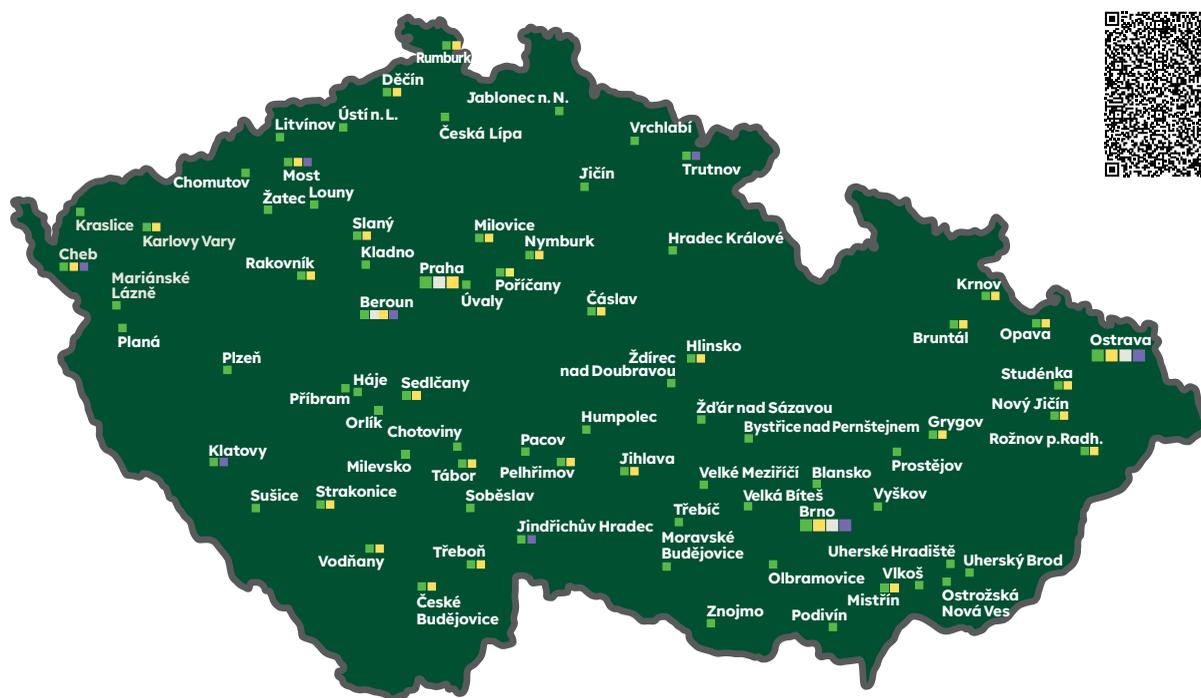 Rumburk
Děčín
Jablonec n. N.
Ústí n. L.
Litvínov
Česká Lípa
Vrchlabí
Trutnov
Most
Chomutov
Jičín
Žatec
Louny
Kraslice
Karlovy Vary
Slaný
Milovice
Nymburk
Hradec Králové
Cheb
Kladno
Rakovník
Praha
Poříčany
Mariánské
Lázně
Úvaly
Beroun
Čáslav
Krnov
Planá
Bruntál
Opava
Ostrava
Plzeň
Hlinsko
Ždírec
nad Doubravou
Studénka
Háje
Sedlčany
Příbram
Nový Jičín
Orlík
Humpolec
Žďár nad Sázavou
Bystřice nad Pernštejnem
Grygov
Chotoviny
Rožnov p.Radh.
Klatovy
Pacov
Milevsko
Tábor
Pelhřimov
Jihlava
Prostějov
Velké Meziříčí
Blansko
Sušice
Strakonice
Soběslav
Velká Bíteš
Vyškov
Třebíč
Brno
Jindřichův Hradec
Moravské
Budějovice
Vodňany
Třeboň
Uherské Hradiště
Uherský Brod
Olbramovice
Vlkoš
Mistřín
Ostrožská
Nová Ves
České
Budějovice
Znojmo
Podivín